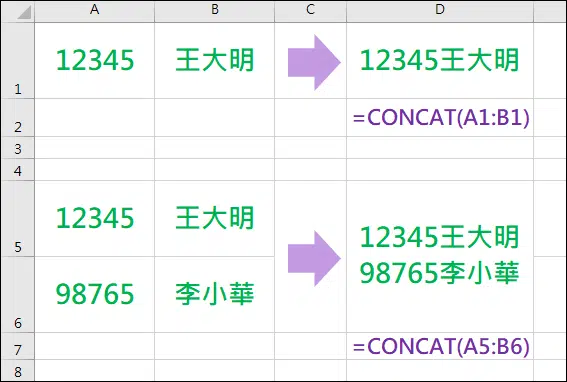 A B C D
1 12345 王大明 12345王大明
2 =CONCAT(A1:B1)
3
4
5 12345 王大明 12345王大明
6 98765 李小華 98765李小華
7 =CONCAT(A5:B6)
8